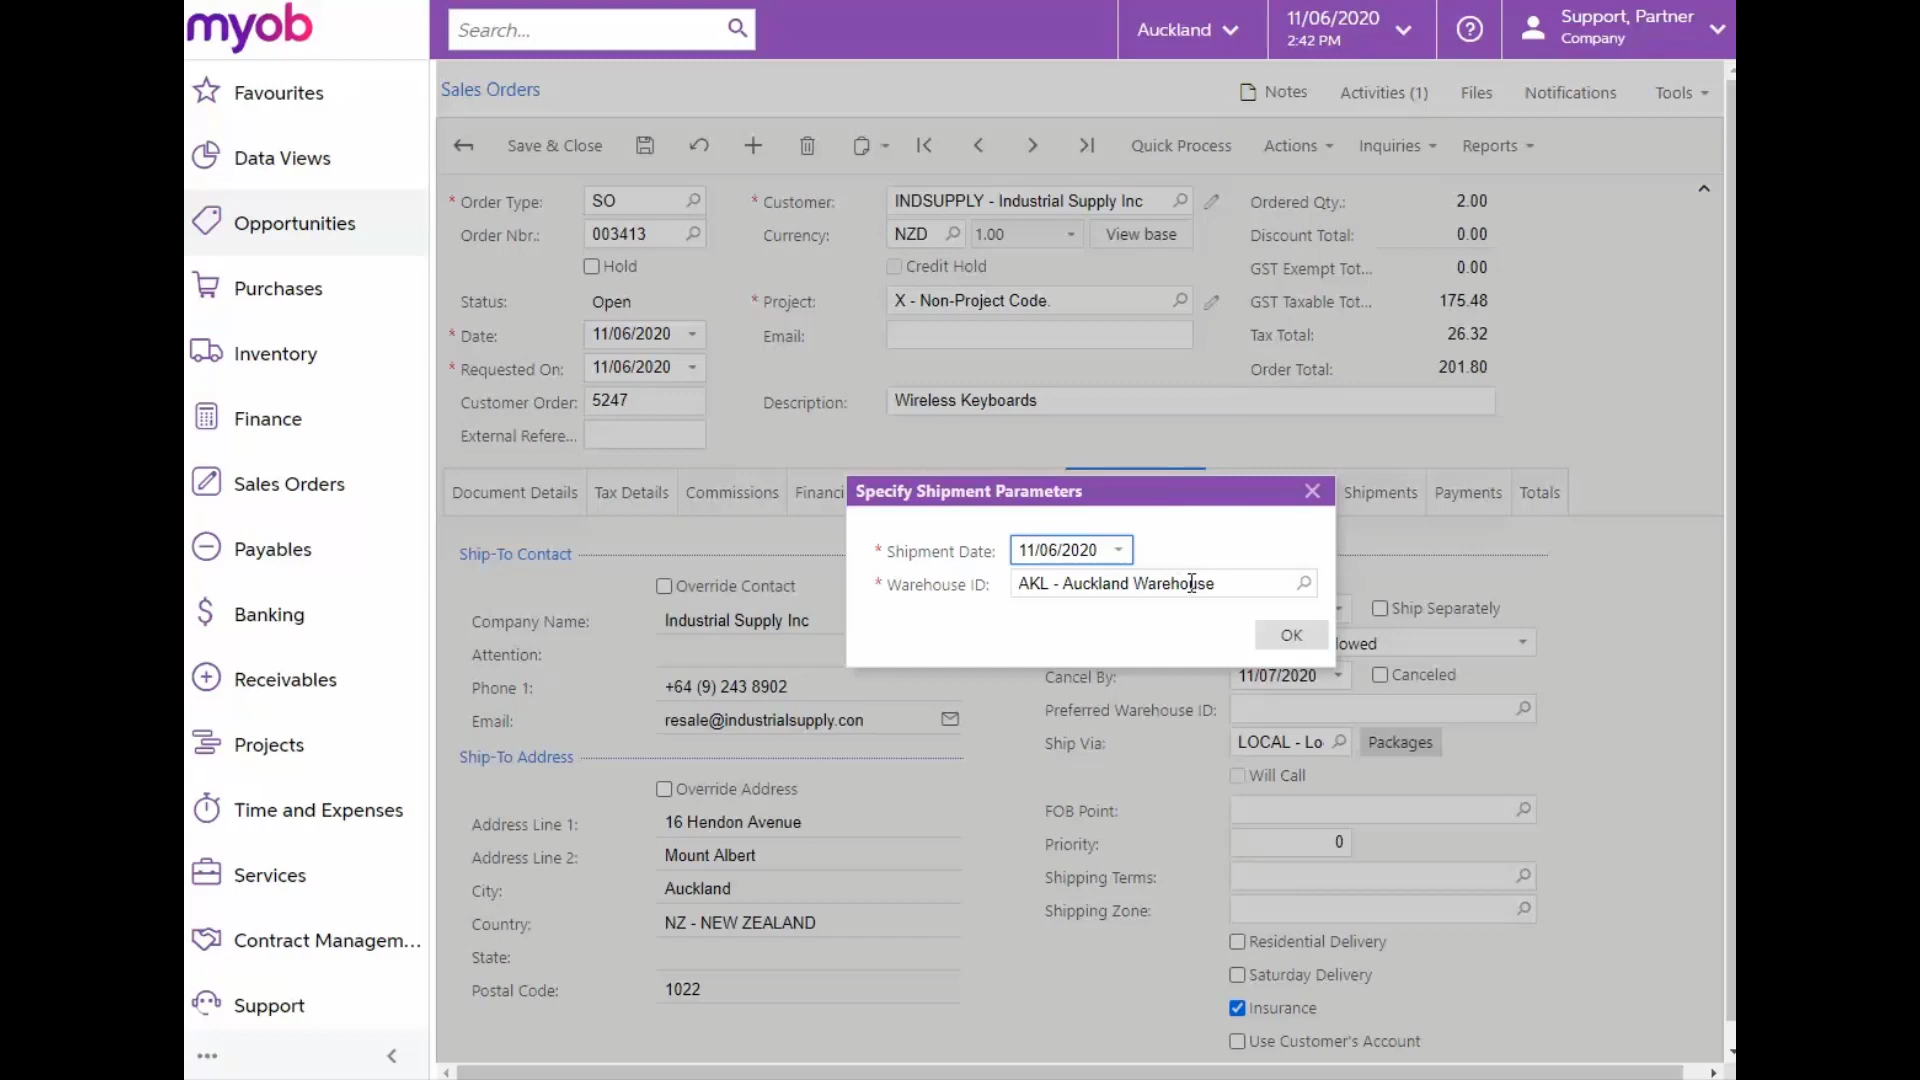 myob
Search...
Auckland
11/06/2020
2:42 PM
Support, Partner
Company
Favourites
Data Views
Opportunities
Purchases
Inventory
Finance
Sales Orders
Payables
Banking
Receivables
Projects
Time and Expenses
Services
Contract Managem...
Support
Sales Orders
Notes
Activities (1)
Files
Notifications
Tools
Save & Close
Quick Process
Actions
Inquiries
Reports
* Order Type: SO
Order Nbr.: 003413
Hold
Status: Open
* Date: 11/06/2020
* Requested On: 11/06/2020
Customer Order: 5247
External Refere...
* Customer: INDSUPPLY - Industrial Supply Inc
Currency: NZD 1.00 View base
Credit Hold
* Project: X - Non-Project Code.
Email:
Description: Wireless Keyboards
Ordered Qty.: 2.00
Discount Total: 0.00
GST Exempt Tot... 0.00
GST Taxable Tot... 175.48
Tax Total: 26.32
Order Total: 201.80
Document Details
Tax Details
Commissions
Financi
Shipments
Payments
Totals
Specify Shipment Parameters
* Shipment Date: 11/06/2020
* Warehouse ID: AKL - Auckland Warehouse
OK
Ship-To Contact
Override Contact
Company Name: Industrial Supply Inc
Attention:
Phone 1: +64 (9) 243 8902
Email: resale@industrialsupply.con
Ship-To Address
Override Address
Address Line 1: 16 Hendon Avenue
Address Line 2: Mount Albert
City: Auckland
Country: NZ - NEW ZEALAND
State:
Postal Code: 1022
Ship Separately
lowed
Cancel By: 11/07/2020 Canceled
Preferred Warehouse ID:
Ship Via: LOCAL - Lo Packages
Will Call
FOB Point:
Priority: 0
Shipping Terms:
Shipping Zone:
Residential Delivery
Saturday Delivery
Insurance
Use Customer's Account